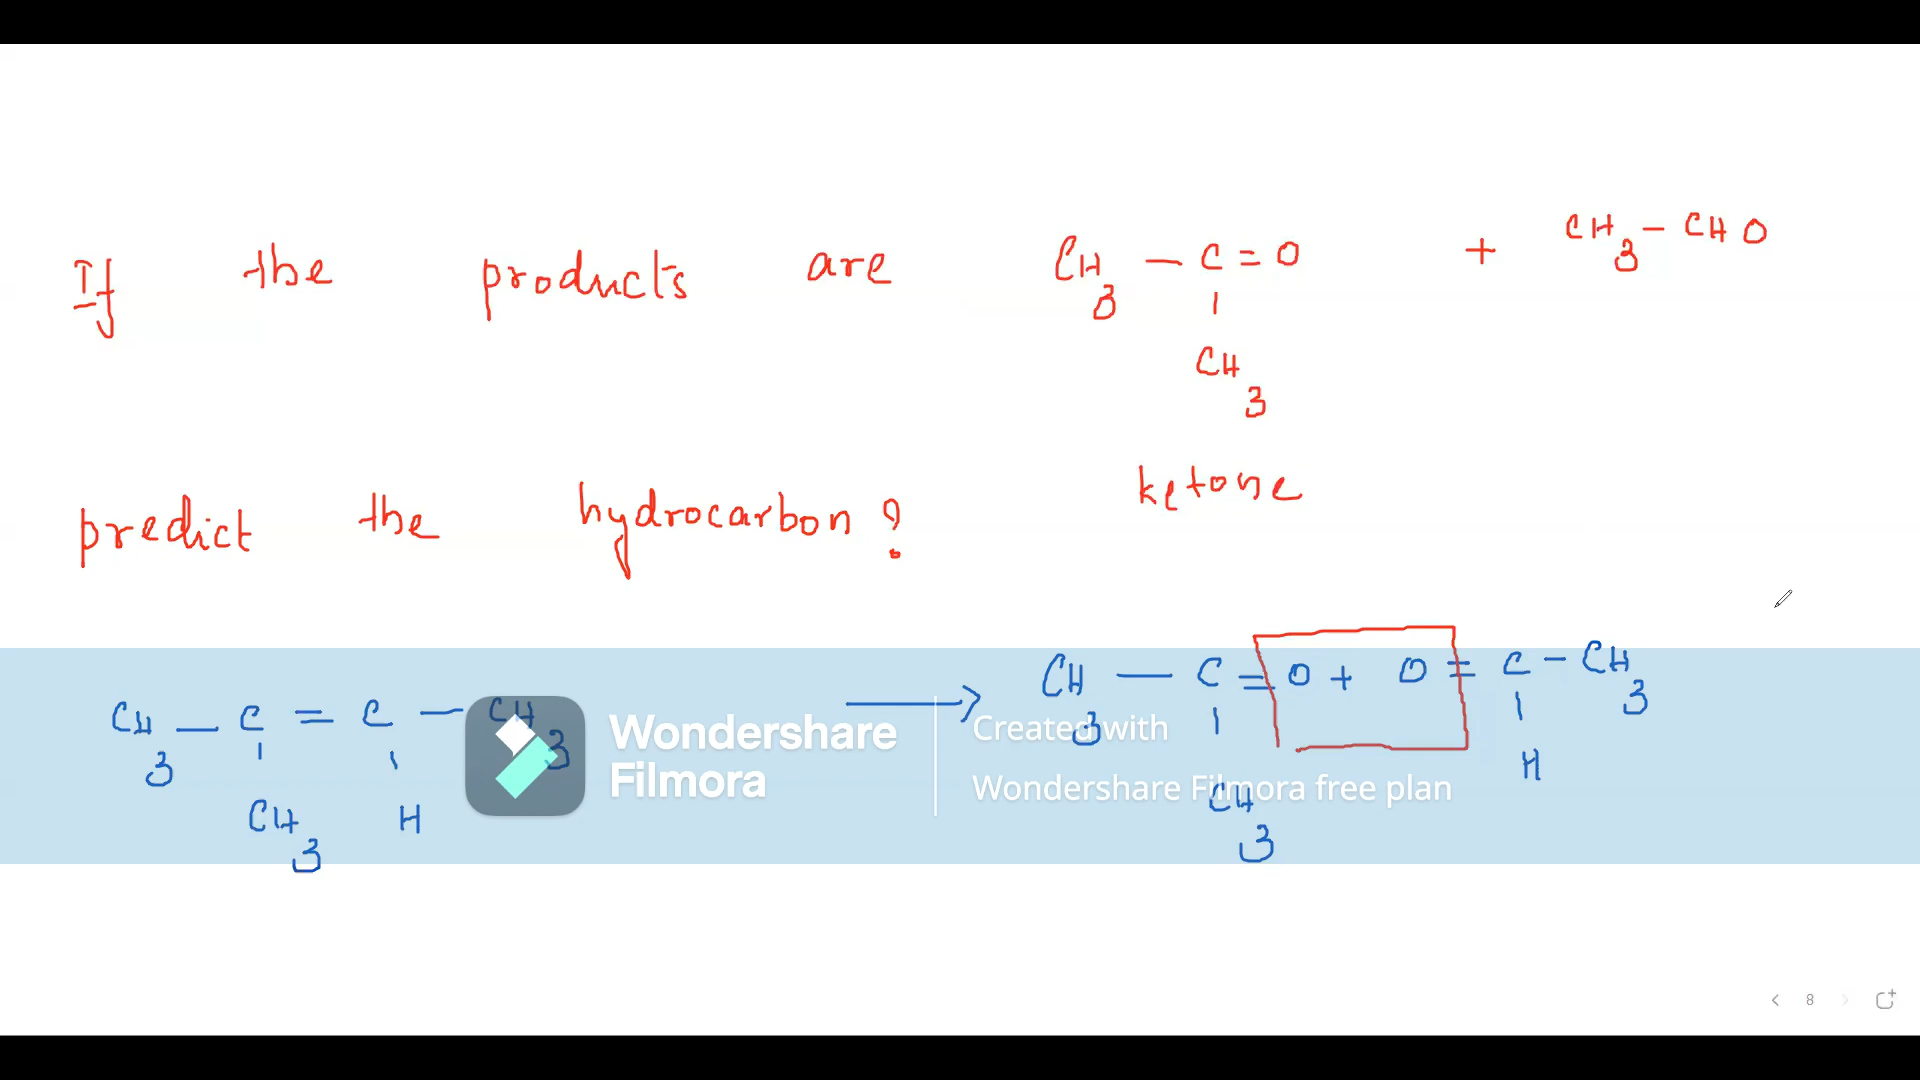 If the products are CH3 – C = O + CH3 – CHO
CH3
ketone
predict the hydrocarbon?
CH3 – C = C – CH3 → CH3 – C = O + O = C – CH3
CH3 H CH3 H
Wondershare Filmora
Created with
Wondershare Filmora free plan
8